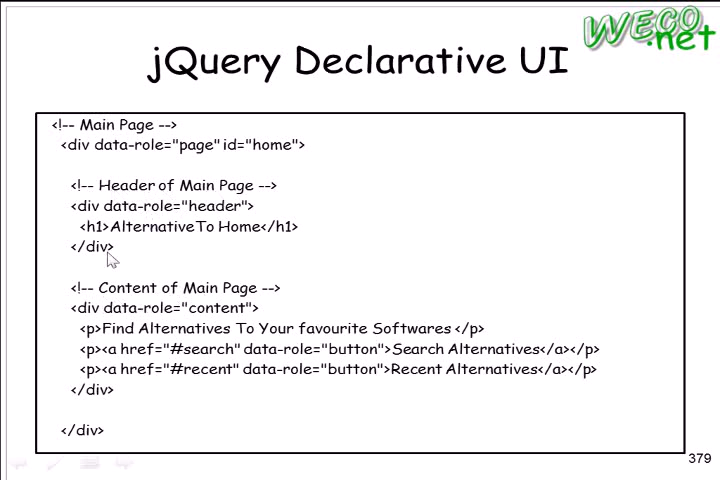 WECO
.net
jQuery Declarative UI
<!-- Main Page -->
<div data-role="page" id="home">
<!-- Header of Main Page -->
<div data-role="header">
<h1>AlternativeTo Home</h1>
</div>
<!-- Content of Main Page -->
<div data-role="content">
<p>Find Alternatives To Your favourite Softwares </p>
<p><a href="#search" data-role="button">Search Alternatives</a></p>
<p><a href="#recent" data-role="button">Recent Alternatives</a></p>
</div>
</div>
379